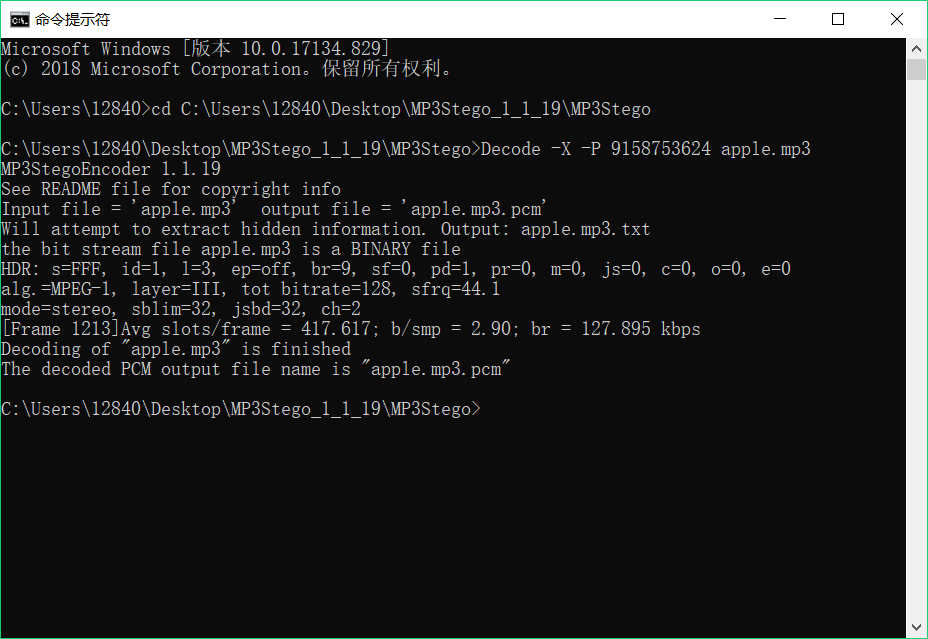 命令提示符
Microsoft Windows [版本 10.0.17134.829]
(c) 2018 Microsoft Corporation。保留所有权利。
C:\Users\12840>cd C:\Users\12840\Desktop\MP3Stego_1_1_19\MP3Stego
C:\Users\12840\Desktop\MP3Stego_1_1_19\MP3Stego>Decode -X -P 9158753624 apple.mp3
MP3StegoEncoder 1.1.19
See README file for copyright info
Input file = 'apple.mp3'  output file = 'apple.mp3.pcm'
Will attempt to extract hidden information. Output: apple.mp3.txt
the bit stream file apple.mp3 is a BINARY file
HDR: s=FFF, id=1, l=3, ep=off, br=9, sf=0, pd=1, pr=0, m=0, js=0, c=0, o=0, e=0
alg.=MPEG-1, layer=III, tot bitrate=128, sfrq=44.1
mode=stereo, sblim=32, jsbd=32, ch=2
[Frame 1213]Avg slots/frame = 417.617; b/smp = 2.90; br = 127.895 kbps
Decoding of "apple.mp3" is finished
The decoded PCM output file name is "apple.mp3.pcm"
C:\Users\12840\Desktop\MP3Stego_1_1_19\MP3Stego>